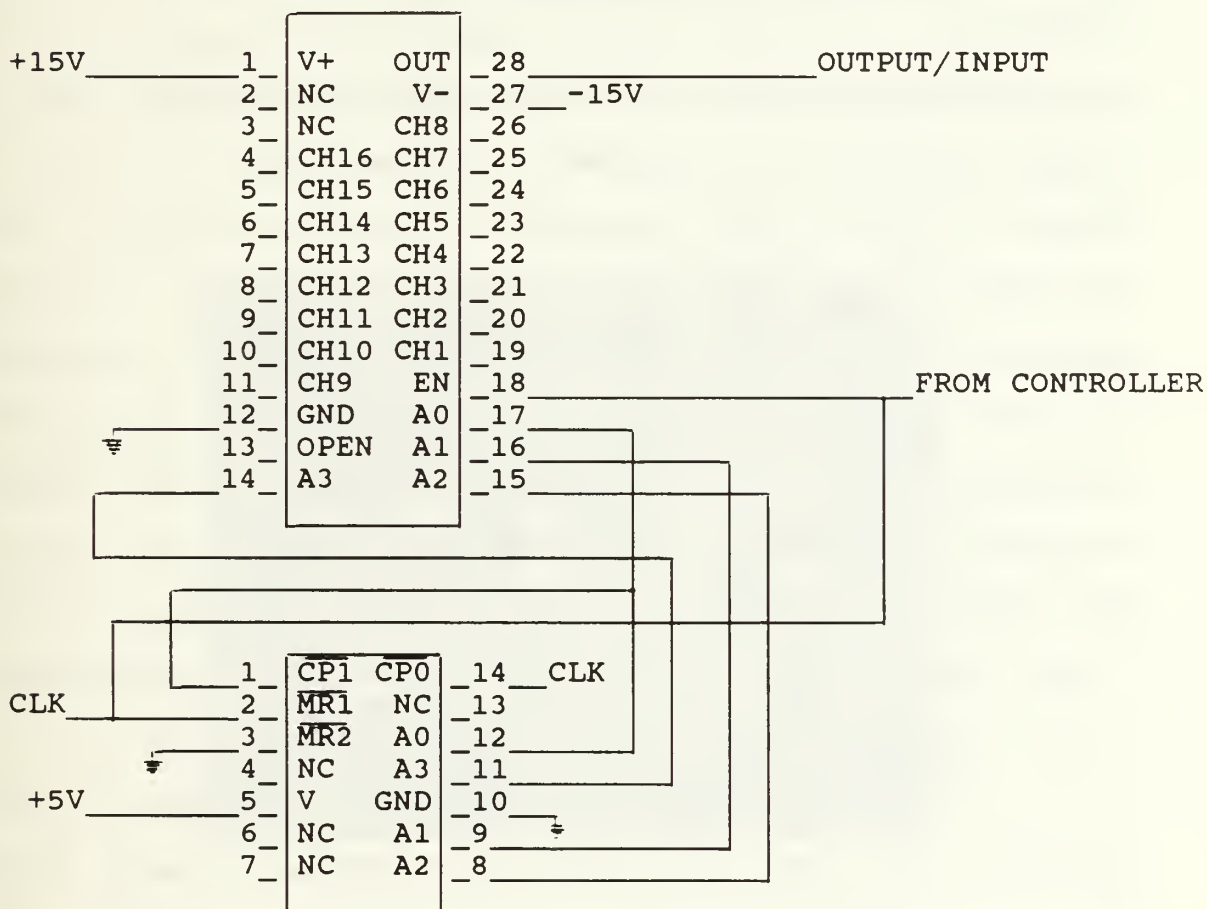 +15V 1 V+ OUT 28 OUTPUT/INPUT
2 NC V- 27 -15V
3 NC CH8 26
4 CH16 CH7 25
5 CH15 CH6 24
6 CH14 CH5 23
7 CH13 CH4 22
8 CH12 CH3 21
9 CH11 CH2 20
10 CH10 CH1 19
11 CH9 EN 18 FROM CONTROLLER
12 GND A0 17
13 OPEN A1 16
14 A3 A2 15
1 CP1 CP0 14 CLK
CLK 2 MR1 NC 13
3 MR2 A0 12
4 NC A3 11
+5V 5 V GND 10
6 NC A1 9
7 NC A2 8